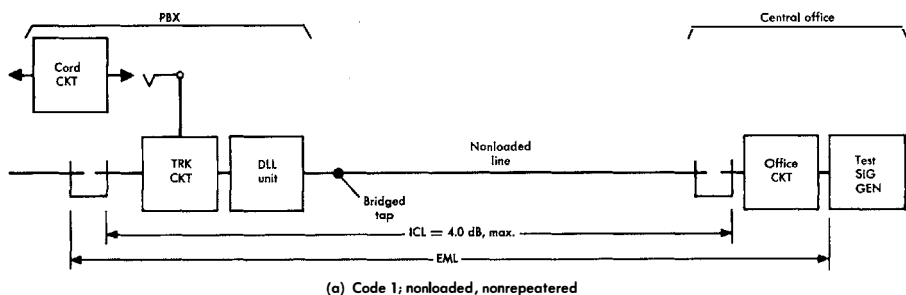 PBX
Central office
Cord
CKT
TRK
CKT
DLL
unit
Nonloaded
line
Bridged
tap
Office
CKT
Test
SIG
GEN
ICL = 4.0 dB, max.
EML
(a) Code 1; nonloaded, nonrepeatered